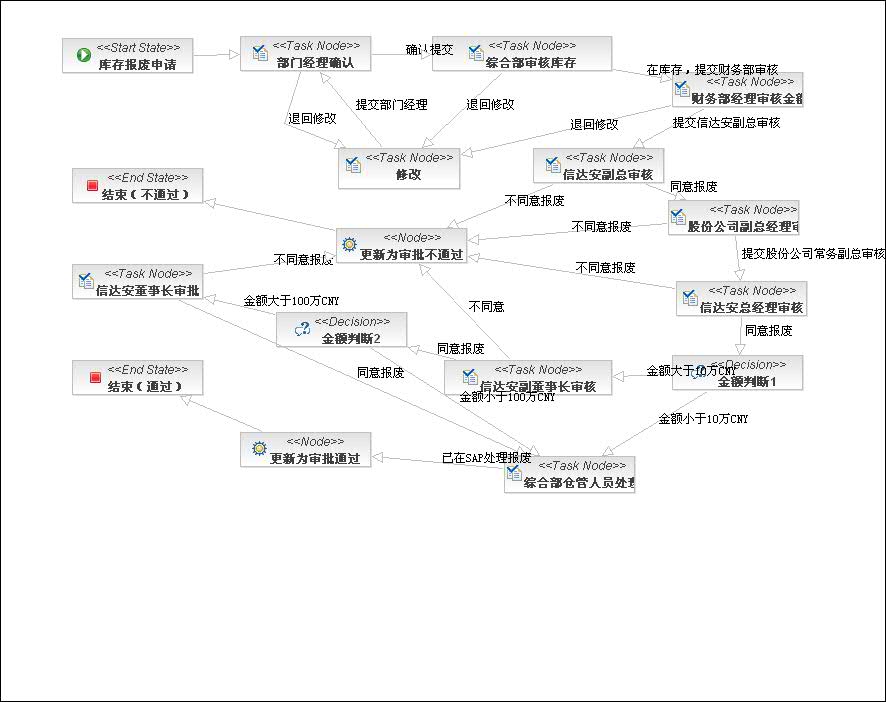 <<Start State>>
库存报废申请
<<Task Node>>
部门经理确认
确认提交
<<Task Node>>
综合部审核库存
在库存，提交财务部审核
<<Task Node>>
财务部经理审核金额
退回修改
提交部门经理
退回修改
退回修改
提交信达安副总审核
<<Task Node>>
修改
<<Task Node>>
信达安副总审核
同意报废
<<End State>>
结束（不通过）
不同意报废
<<Task Node>>
股份公司副总经理审
不同意报废
<<Node>>
更新为审批不通过
提交股份公司常务副总审核
不同意报废
不同意报废
<<Task Node>>
信达安董事长审批
<<Task Node>>
信达安总经理审核
金额大于100万CNY
不同意
<<Decision>>
金额判断2
同意报废
同意报废
<<End State>>
结束（通过）
同意报废
<<Task Node>>
信达安副董事长审核
金额大于10万CNY
<<Decision>>
金额判断1
金额小于100万CNY
金额小于10万CNY
<<Node>>
更新为审批通过
已在SAP处理报废
<<Task Node>>
综合部仓管人员处理